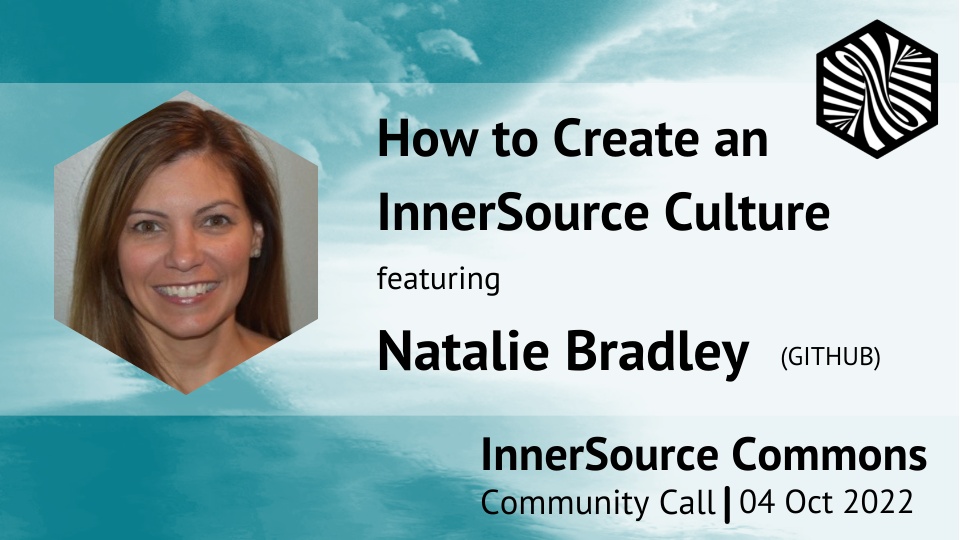 How to Create an
InnerSource Culture
featuring
Natalie Bradley (GITHUB)
InnerSource Commons
Community Call | 04 Oct 2022